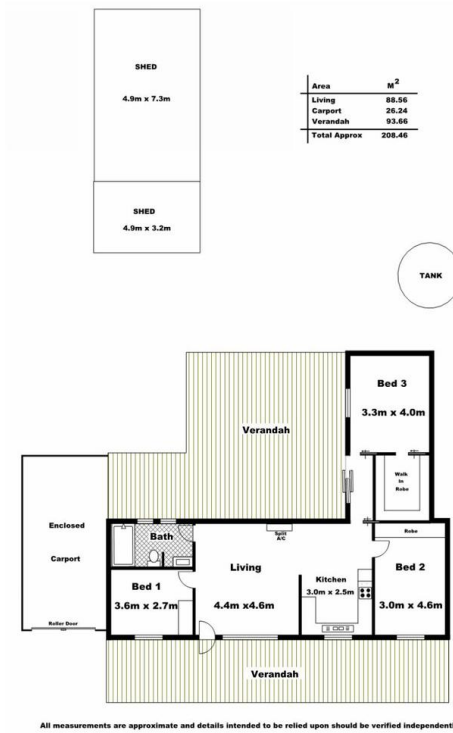 SHED
4.9m x 7.3m
Area M2
Living 88.56
Carport 26.24
Verandah 93.66
Total Approx 208.46
SHED
4.9m x 3.2m
TANK
Bed 3
3.3m x 4.0m
Verandah
Walk
In
Robe
Enclosed
Carport
Roller Door
Bath
Split
A/C
Robe
Living
4.4m x4.6m
Kitchen
3.0m x 2.5m
Bed 2
3.0m x 4.6m
Bed 1
3.6m x 2.7m
Verandah
All measurements are approximate and details intended to be relied upon should be verified independentl